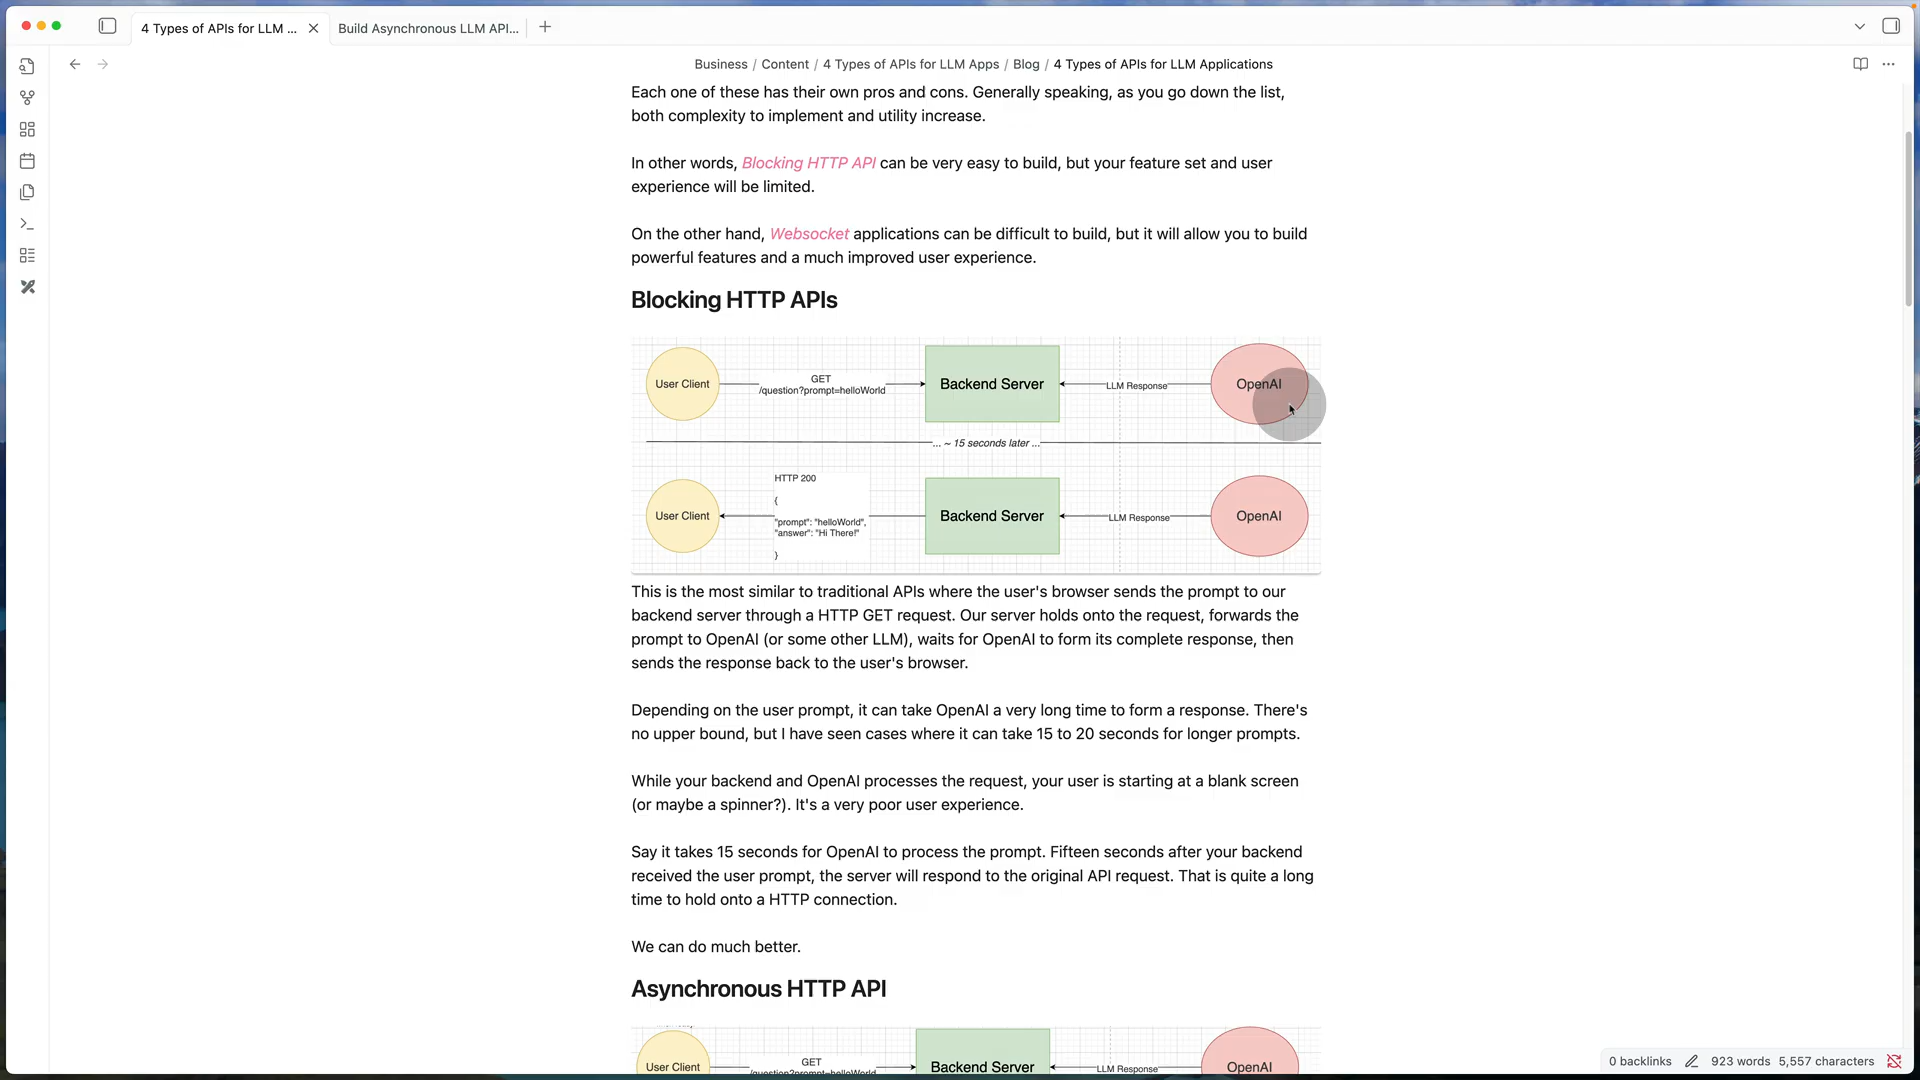 4 Types of APIs for LLM ...
Build Asynchronous LLM API...
Business / Content / 4 Types of APIs for LLM Apps / Blog / 4 Types of APIs for LLM Applications
Each one of these has their own pros and cons. Generally speaking, as you go down the list,
both complexity to implement and utility increase.
In other words, Blocking HTTP API can be very easy to build, but your feature set and user
experience will be limited.
On the other hand, Websocket applications can be difficult to build, but it will allow you to build
powerful features and a much improved user experience.
Blocking HTTP APIs
User Client
GET
/question?prompt=helloWorld
Backend Server
LLM Response
OpenAI
... ~ 15 seconds later ...
User Client
HTTP 200
{
"prompt": "helloWorld",
"answer": "Hi There!"
}
Backend Server
LLM Response
OpenAI
This is the most similar to traditional APIs where the user's browser sends the prompt to our
backend server through a HTTP GET request. Our server holds onto the request, forwards the
prompt to OpenAI (or some other LLM), waits for OpenAI to form its complete response, then
sends the response back to the user's browser.
Depending on the user prompt, it can take OpenAI a very long time to form a response. There's
no upper bound, but I have seen cases where it can take 15 to 20 seconds for longer prompts.
While your backend and OpenAI processes the request, your user is starting at a blank screen
(or maybe a spinner?). It's a very poor user experience.
Say it takes 15 seconds for OpenAI to process the prompt. Fifteen seconds after your backend
received the user prompt, the server will respond to the original API request. That is quite a long
time to hold onto a HTTP connection.
We can do much better.
Asynchronous HTTP API
User Client
GET
/question?prompt=helloWorld
Backend Server
LLM Response
OpenAI
0 backlinks
923 words
5,557 characters